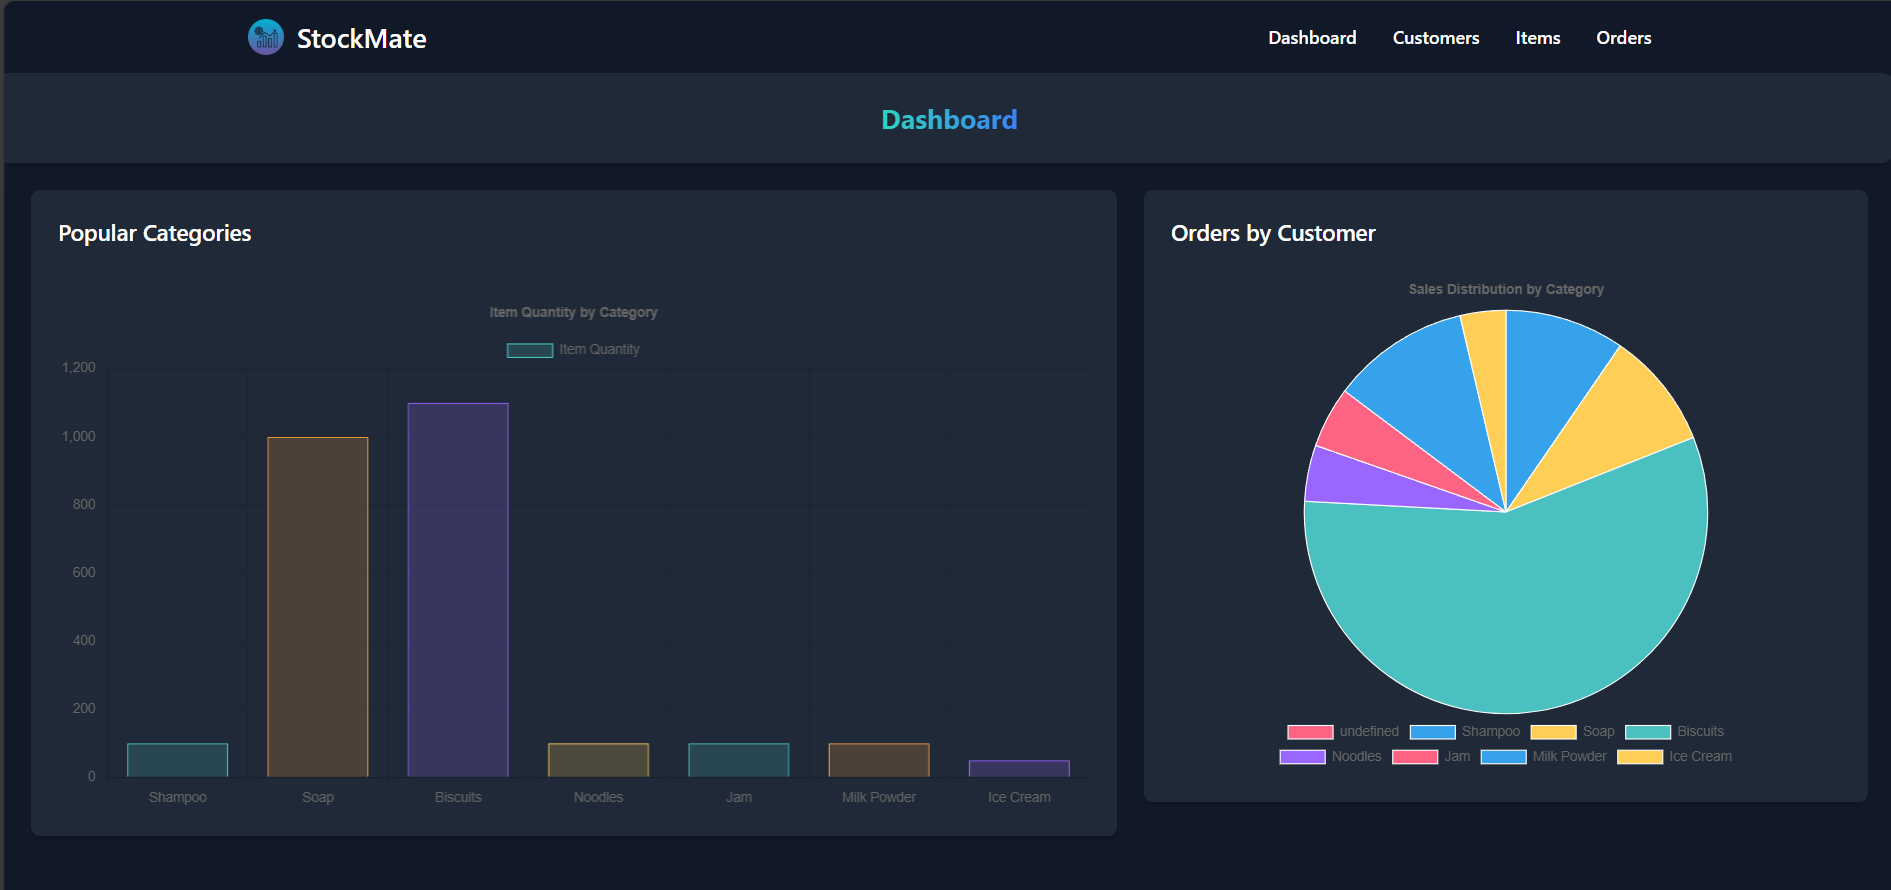 StockMate
Dashboard Customers Items Orders
Dashboard
Popular Categories
Item Quantity by Category
Item Quantity
1,200
1,000
800
600
400
200
0
Shampoo Soap Biscuits Noodles Jam Milk Powder Ice Cream
Orders by Customer
Sales Distribution by Category
undefined Shampoo Soap Biscuits
Noodles Jam Milk Powder Ice Cream